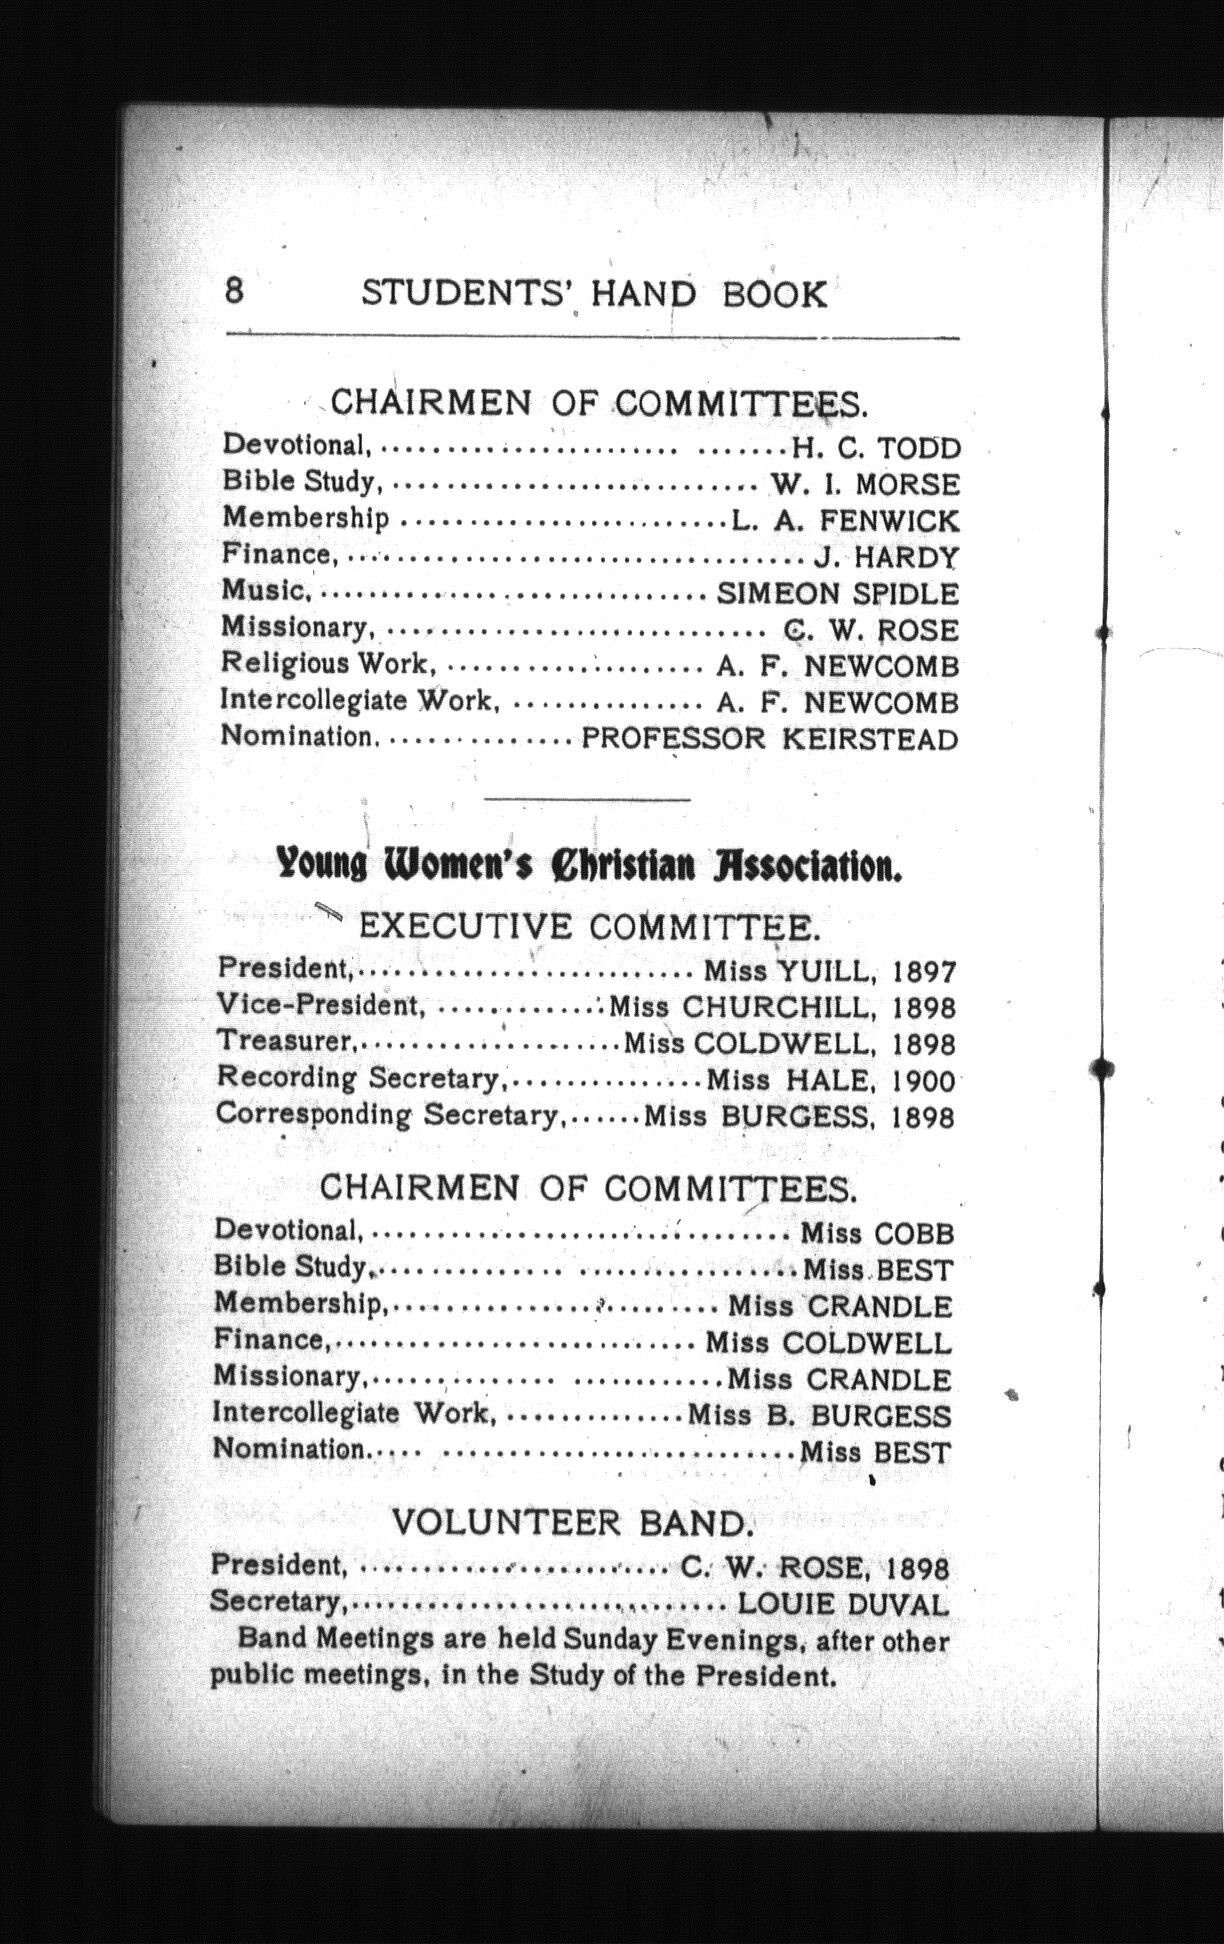 8 STUDENTS' HAND BOOK
CHAIRMEN OF COMMITTEES.
Devotional, ................................ H. C. TODD
Bible Study, ............................ W. I. MORSE
Membership ......................... L. A. FENWICK
Finance, ................................... J. HARDY
Music, .............................. SIMEON SPIDLE
Missionary, ............................. C. W. ROSE
Religious Work, .................... A. F. NEWCOMB
Intercollegiate Work, ............... A. F. NEWCOMB
Nomination. .............. PROFESSOR KEIRSTEAD
Young Women's Christian Association.
EXECUTIVE COMMITTEE.
President, .......................... Miss YUILL, 1897
Vice-President, ............. Miss CHURCHILL, 1898
Treasurer, .................... Miss COLDWELL, 1898
Recording Secretary, ............... Miss HALE, 1900
Corresponding Secretary, ...... Miss BURGESS, 1898
CHAIRMEN OF COMMITTEES.
Devotional, ................................ Miss COBB
Bible Study, ................................ Miss BEST
Membership, ......................... Miss CRANDLE
Finance, ............................ Miss COLDWELL
Missionary, .......................... Miss CRANDLE
Intercollegiate Work, .............. Miss B. BURGESS
Nomination. ............................... Miss BEST
VOLUNTEER BAND.
President, ........................ C. W. ROSE, 1898
Secretary, ............................. LOUIE DUVAL
Band Meetings are held Sunday Evenings, after other
public meetings, in the Study of the President.